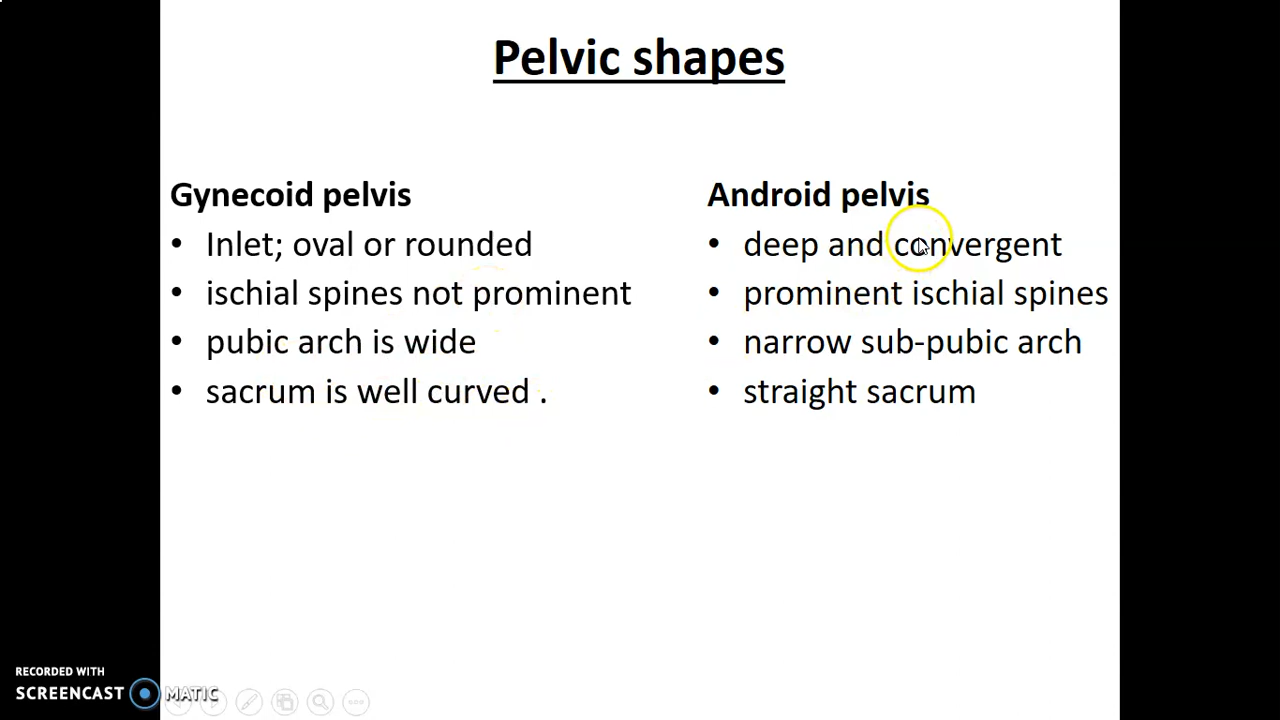 Pelvic shapes
Gynecoid pelvis
• Inlet; oval or rounded
• ischial spines not prominent
• pubic arch is wide
• sacrum is well curved .
Android pelvis
• deep and convergent
• prominent ischial spines
• narrow sub-pubic arch
• straight sacrum
RECORDED WITH
SCREENCAST MATIC